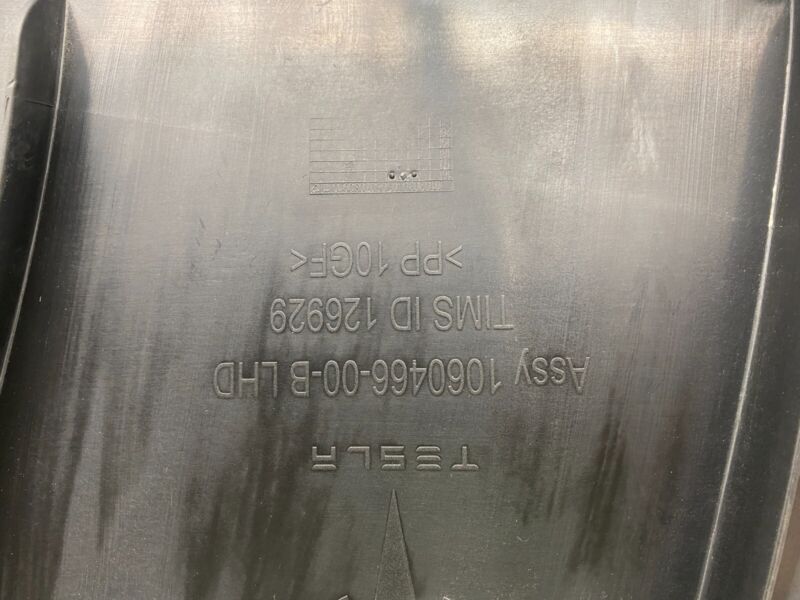 TESLA
Assy 1060466-00-B LHD
TIMS ID 126929
>PP 10GF<